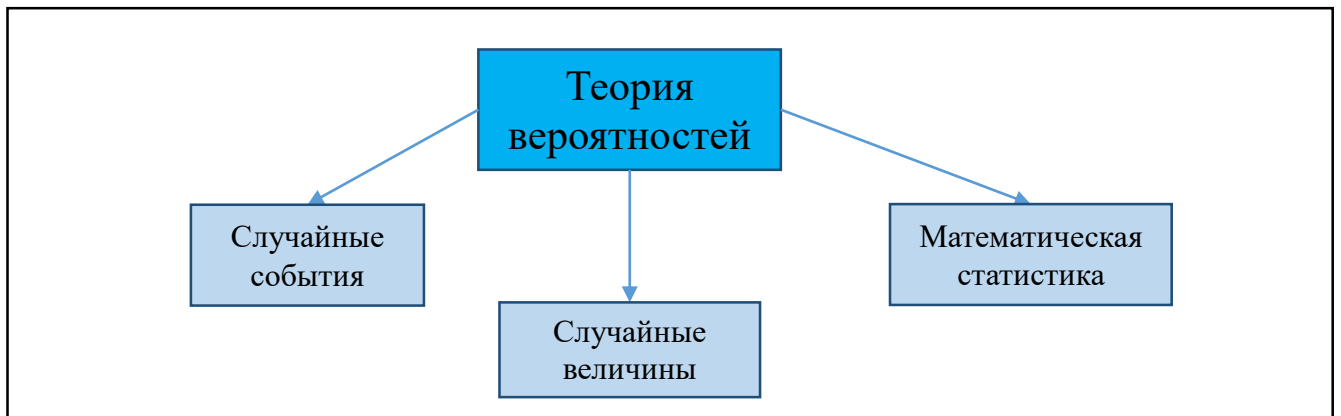 Теория
вероятностей
Случайные
события
Случайные
величины
Математическая
статистика